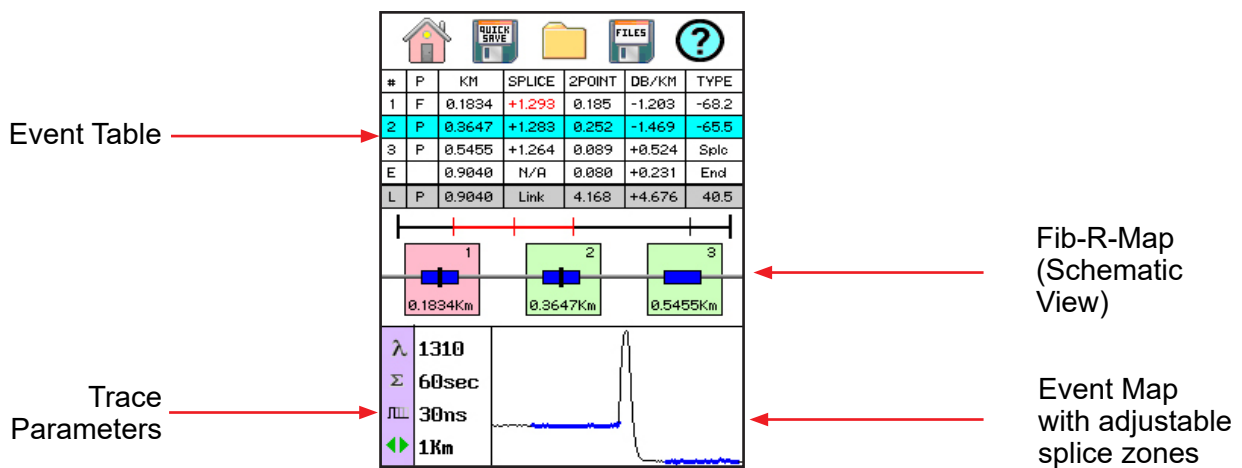 QUICK
SAVE
FILES
?
# P KM SPLICE 2POINT DB/KM TYPE
1 F 0.1834 +1.293 0.185 -1.203 -68.2
2 P 0.3647 +1.283 0.252 -1.469 -65.5
3 P 0.5455 +1.264 0.089 +0.524 Splc
E 0.9040 N/A 0.080 +0.231 End
L P 0.9040 Link 4.168 +4.676 40.5
Event Table
1 2 3
0.1834Km 0.3647Km 0.5455Km
Fib-R-Map
(Schematic
View)
λ 1310
Σ 60sec
30ns
1Km
Trace
Parameters
Event Map
with adjustable
splice zones